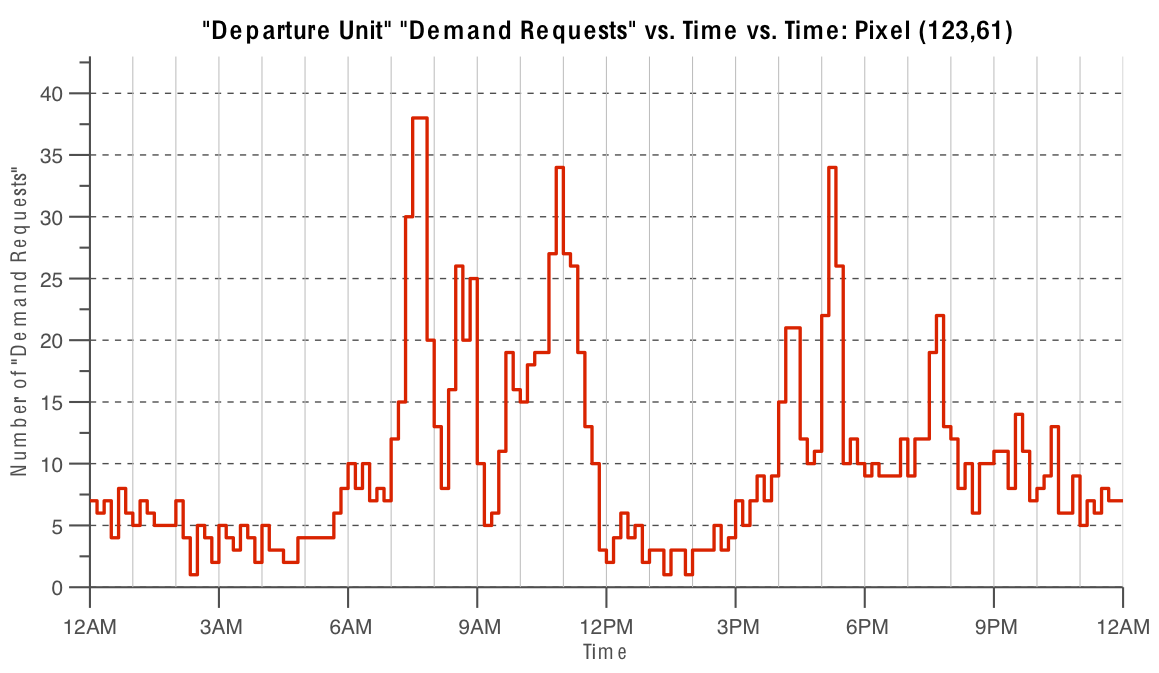 "Departure Unit" "Demand Requests" vs. Time vs. Time: Pixel (123,61)
Number of "Demand Requests"
40
35
30
25
20
15
10
5
0
12AM 3AM 6AM 9AM 12PM 3PM 6PM 9PM 12AM
Time